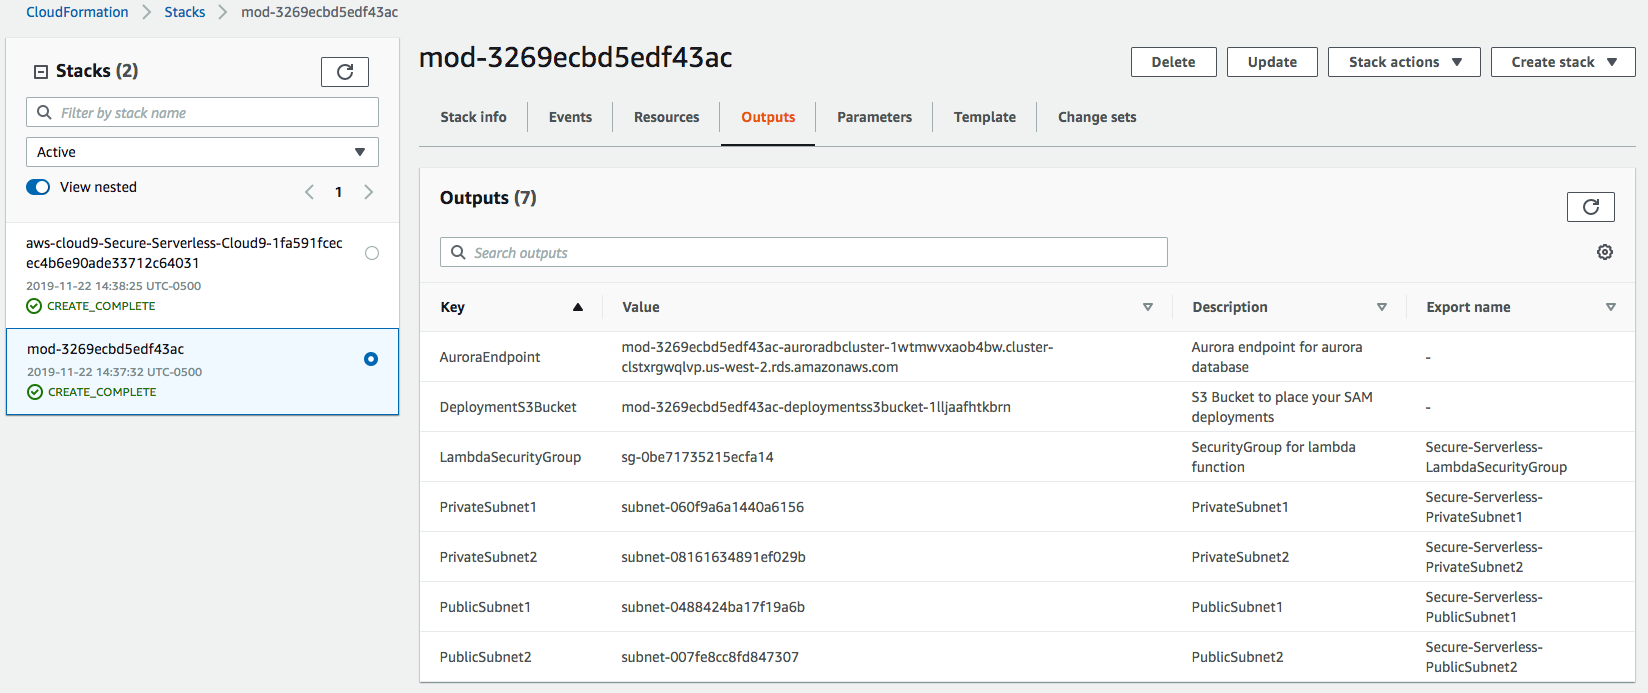 CloudFormation > Stacks > mod-3269ecbd5edf43ac
Stacks (2)
Filter by stack name
Active
View nested
1
aws-cloud9-Secure-Serverless-Cloud9-1fa591fcec
ec4b6e90ade33712c64031
2019-11-22 14:38:25 UTC-0500
CREATE_COMPLETE
mod-3269ecbd5edf43ac
2019-11-22 14:37:32 UTC-0500
CREATE_COMPLETE
mod-3269ecbd5edf43ac
Delete Update Stack actions Create stack
Stack info Events Resources Outputs Parameters Template Change sets
Outputs (7)
Search outputs
Key Value Description Export name
AuroraEndpoint
mod-3269ecbd5edf43ac-auroradbcluster-1wtmwvxaob4bw.cluster-
clstxrgwqlvp.us-west-2.rds.amazonaws.com
Aurora endpoint for aurora
database
-
DeploymentS3Bucket
mod-3269ecbd5edf43ac-deploymentss3bucket-1lljaafhtkbrn
S3 Bucket to place your SAM
deployments
-
LambdaSecurityGroup
sg-0be71735215ecfa14
SecurityGroup for lambda
function
Secure-Serverless-
LambdaSecurityGroup
PrivateSubnet1
subnet-060f9a6a1440a6156
PrivateSubnet1
Secure-Serverless-
PrivateSubnet1
PrivateSubnet2
subnet-08161634891ef029b
PrivateSubnet2
Secure-Serverless-
PrivateSubnet2
PublicSubnet1
subnet-0488424ba17f19a6b
PublicSubnet1
Secure-Serverless-
PublicSubnet1
PublicSubnet2
subnet-007fe8cc8fd847307
PublicSubnet2
Secure-Serverless-
PublicSubnet2